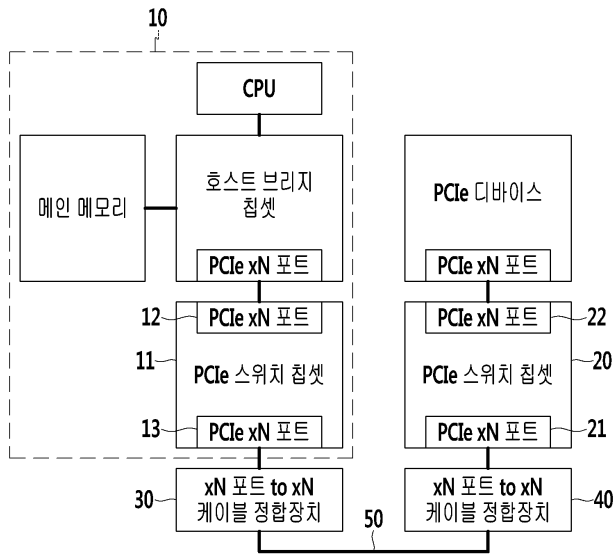 10
CPU
메인 메모리
호스트 브리지
칩셋
PCIe xN 포트
PCIe 디바이스
PCIe xN 포트
12
PCIe xN 포트
11
PCIe 스위치 칩셋
13
PCIe xN 포트
PCIe xN 포트
22
PCIe 스위치 칩셋
20
PCIe xN 포트
21
30
xN 포트 to xN
케이블 정합장치
xN 포트 to xN
케이블 정합장치
40
50